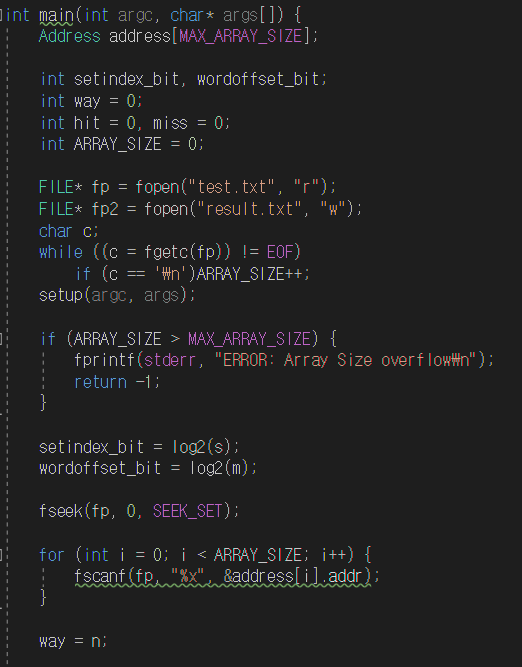 int main(int argc, char* args[]) {
Address address[MAX_ARRAY_SIZE];
int setindex_bit, wordoffset_bit;
int way = 0;
int hit = 0, miss = 0;
int ARRAY_SIZE = 0;
FILE* fp = fopen("test.txt", "r");
FILE* fp2 = fopen("result.txt", "w");
char c;
while ((c = fgetc(fp)) != EOF)
if (c == '₩n')ARRAY_SIZE++;
setup(argc, args);
if (ARRAY_SIZE > MAX_ARRAY_SIZE) {
fprintf(stderr, "ERROR: Array Size overflow₩n");
return -1;
}
setindex_bit = log2(s);
wordoffset_bit = log2(m);
fseek(fp, 0, SEEK_SET);
for (int i = 0; i < ARRAY_SIZE; i++) {
fscanf(fp, "%x", &address[i].addr);
}
way = n;